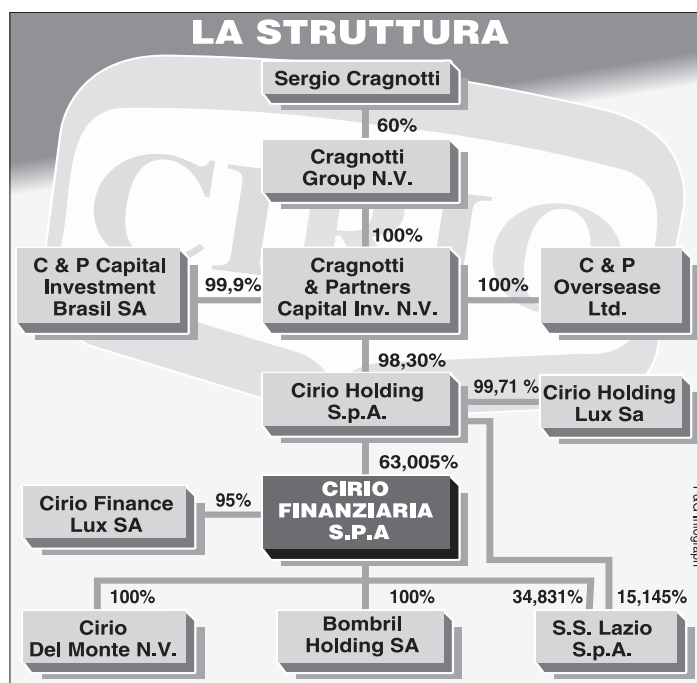 LA STRUTTURA
Sergio Cragnotti
60%
Cragnotti
Group N.V.
100%
C & P Capital
Investment
Brasil SA
99,9%
Cragnotti
& Partners
Capital Inv. N.V.
100%
C & P
Oversease
Ltd.
98,30%
Cirio Holding
S.p.A.
99,71 %
Cirio Holding
Lux Sa
63,005%
Cirio Finance
Lux SA
95%
CIRIO
FINANZIARIA
S.P.A
100%
100%
34,831%
15,145%
Cirio
Del Monte N.V.
Bombril
Holding SA
S.S. Lazio
S.p.A.
CIRIO